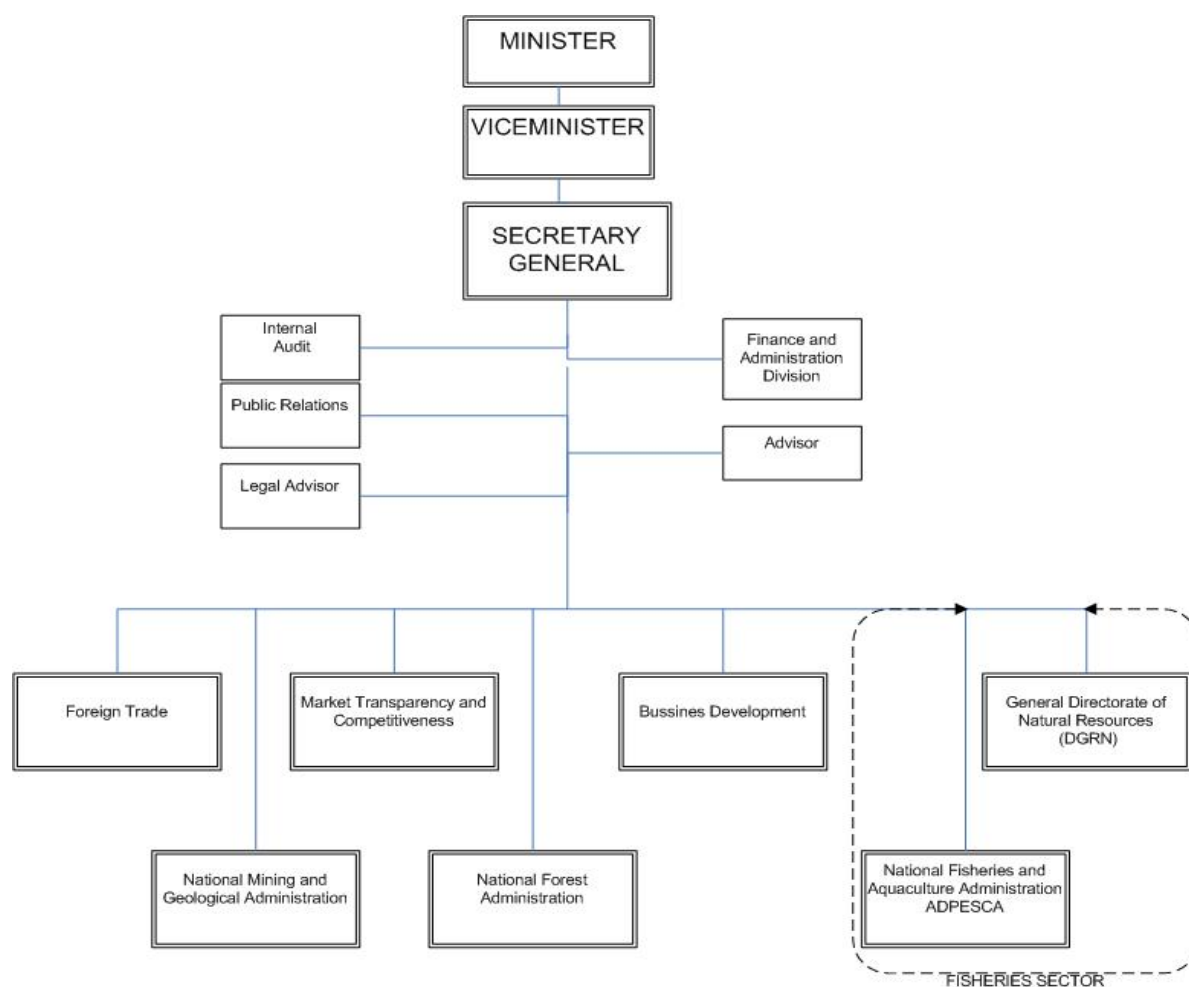 MINISTER
VICEMINISTER
SECRETARY
GENERAL
Internal
Audit
Finance and
Administration
Division
Public Relations
Advisor
Legal Advisor
Foreign Trade
Market Transparency and
Competitiveness
Bussines Development
General Directorate of
Natural Resources
(DGRN)
National Mining and
Geological Administration
National Forest
Administration
National Fisheries and
Aquaculture Administration
ADPESCA
FISHERIES SECTOR